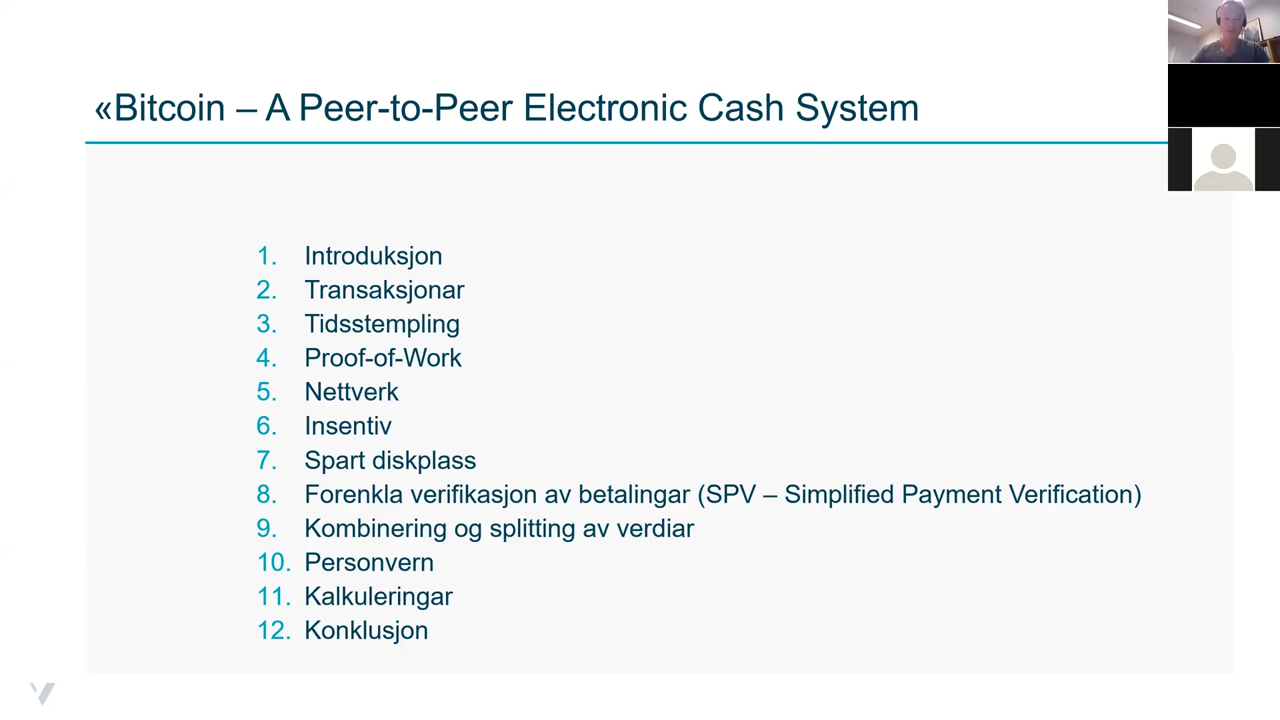 «Bitcoin – A Peer-to-Peer Electronic Cash System
1. Introduksjon
2. Transaksjonar
3. Tidsstempling
4. Proof-of-Work
5. Nettverk
6. Insentiv
7. Spart diskplass
8. Forenkla verifikasjon av betalingar (SPV – Simplified Payment Verification)
9. Kombinering og splitting av verdiar
10. Personvern
11. Kalkuleringar
12. Konklusjon